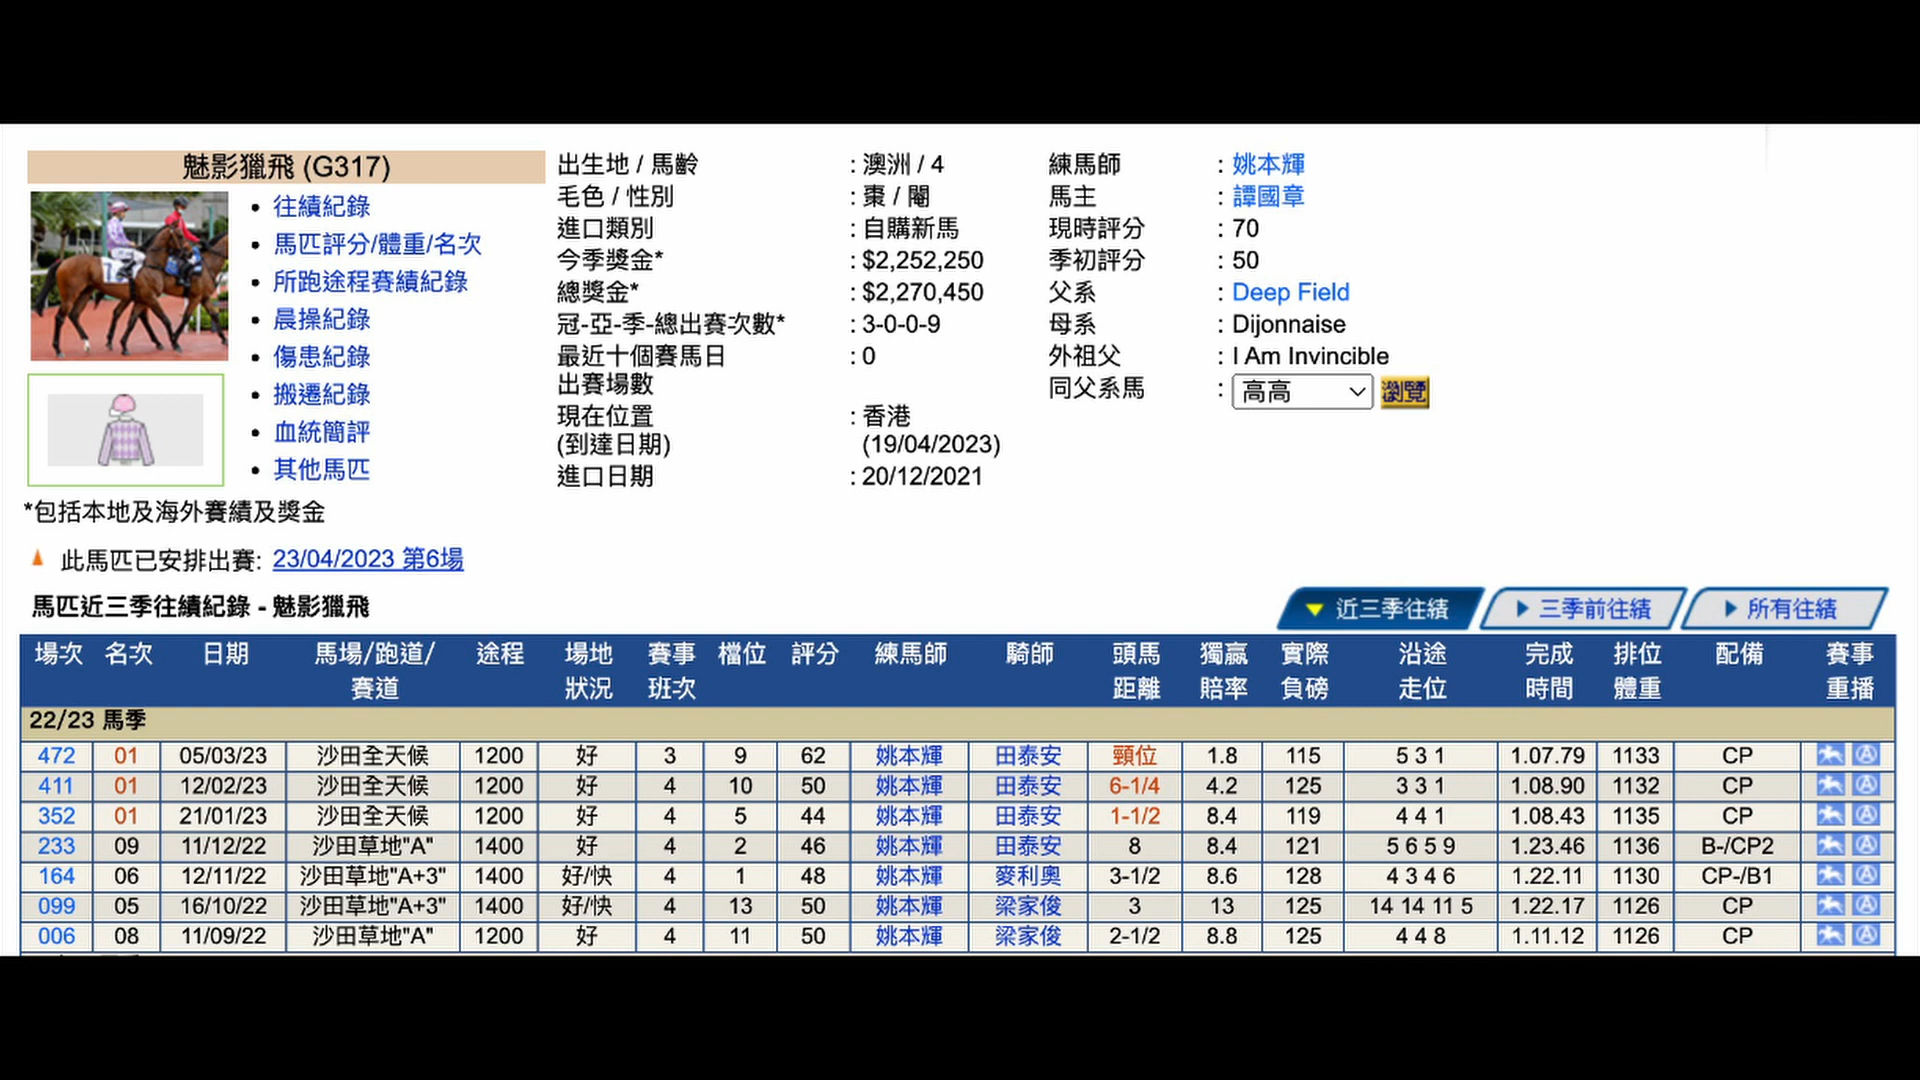 魅影獵飛 (G317)
往績紀錄
馬匹評分/體重/名次
所跑途程賽績紀錄
晨操紀錄
傷患紀錄
搬遷紀錄
血統簡評
其他馬匹
*包括本地及海外賽績及獎金
出生地 / 馬齡 : 澳洲 / 4
毛色 / 性別 : 棗 / 閹
進口類別 : 自購新馬
今季獎金* : $2,252,250
總獎金* : $2,270,450
冠-亞-季-總出賽次數* : 3-0-0-9
最近十個賽馬日 : 0
出賽場數
現在位置 : 香港
(到達日期) (19/04/2023)
進口日期 : 20/12/2021
練馬師 : 姚本輝
馬主 : 譚國章
現時評分 : 70
季初評分 : 50
父系 : Deep Field
母系 : Dijonnaise
外祖父 : I Am Invincible
同父系馬 : 高高 瀏覽
此馬匹已安排出賽: 23/04/2023 第6場
馬匹近三季往績紀錄 - 魅影獵飛
近三季往績 三季前往績 所有往績
場次 名次 日期 馬場/跑道/ 途程 場地 賽事 檔位 評分 練馬師 騎師 頭馬 獨贏 實際 沿途 完成 排位 配備 賽事
賽道 狀況 班次 距離 賠率 負磅 走位 時間 體重 重播
22/23 馬季
472 01 05/03/23 沙田全天候 1200 好 3 9 62 姚本輝 田泰安 頸位 1.8 115 5 3 1 1.07.79 1133 CP
411 01 12/02/23 沙田全天候 1200 好 4 10 50 姚本輝 田泰安 6-1/4 4.2 125 3 3 1 1.08.90 1132 CP
352 01 21/01/23 沙田全天候 1200 好 4 5 44 姚本輝 田泰安 1-1/2 8.4 119 4 4 1 1.08.43 1135 CP
233 09 11/12/22 沙田草地"A" 1400 好 4 2 46 姚本輝 田泰安 8 8.4 121 5 6 5 9 1.23.46 1136 B-/CP2
164 06 12/11/22 沙田草地"A+3" 1400 好/快 4 1 48 姚本輝 麥利奧 3-1/2 8.6 128 4 3 4 6 1.22.11 1130 CP-/B1
099 05 16/10/22 沙田草地"A+3" 1400 好/快 4 13 50 姚本輝 梁家俊 3 13 125 14 14 11 5 1.22.17 1126 CP
006 08 11/09/22 沙田草地"A" 1200 好 4 11 50 姚本輝 梁家俊 2-1/2 8.8 125 4 4 8 1.11.12 1126 CP